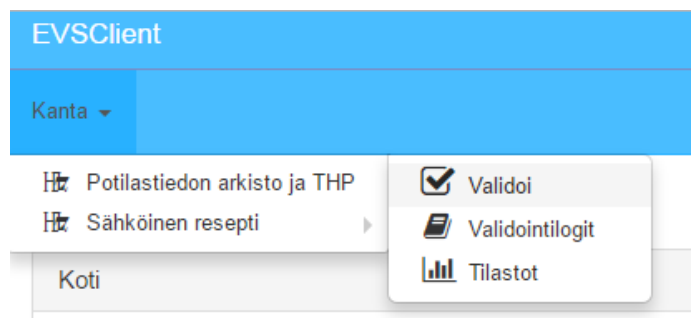 EVSClient
Kanta
Potilastiedon arkisto ja THP
Sähköinen resepti
Validoi
Validointilogit
Tilastot
Koti